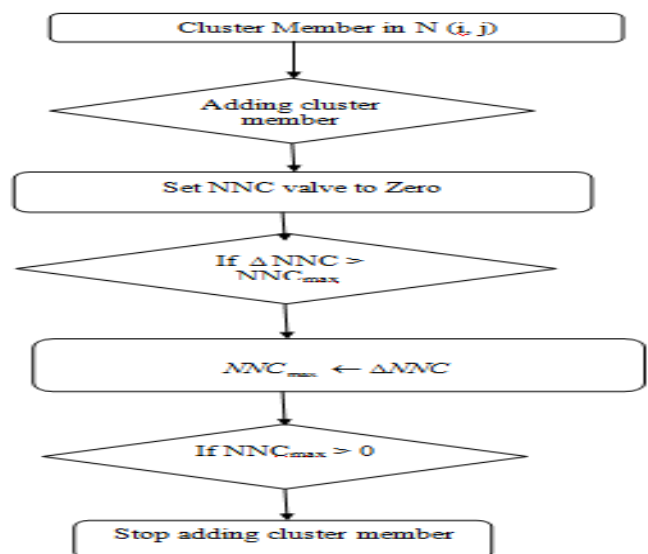 Cluster Member in N (i, j)
Adding cluster
member
Set NNC valve to Zero
If Δ NNC >
NNCmax
NNCmax ← ΔNNC
If NNCmax > 0
Stop adding cluster member